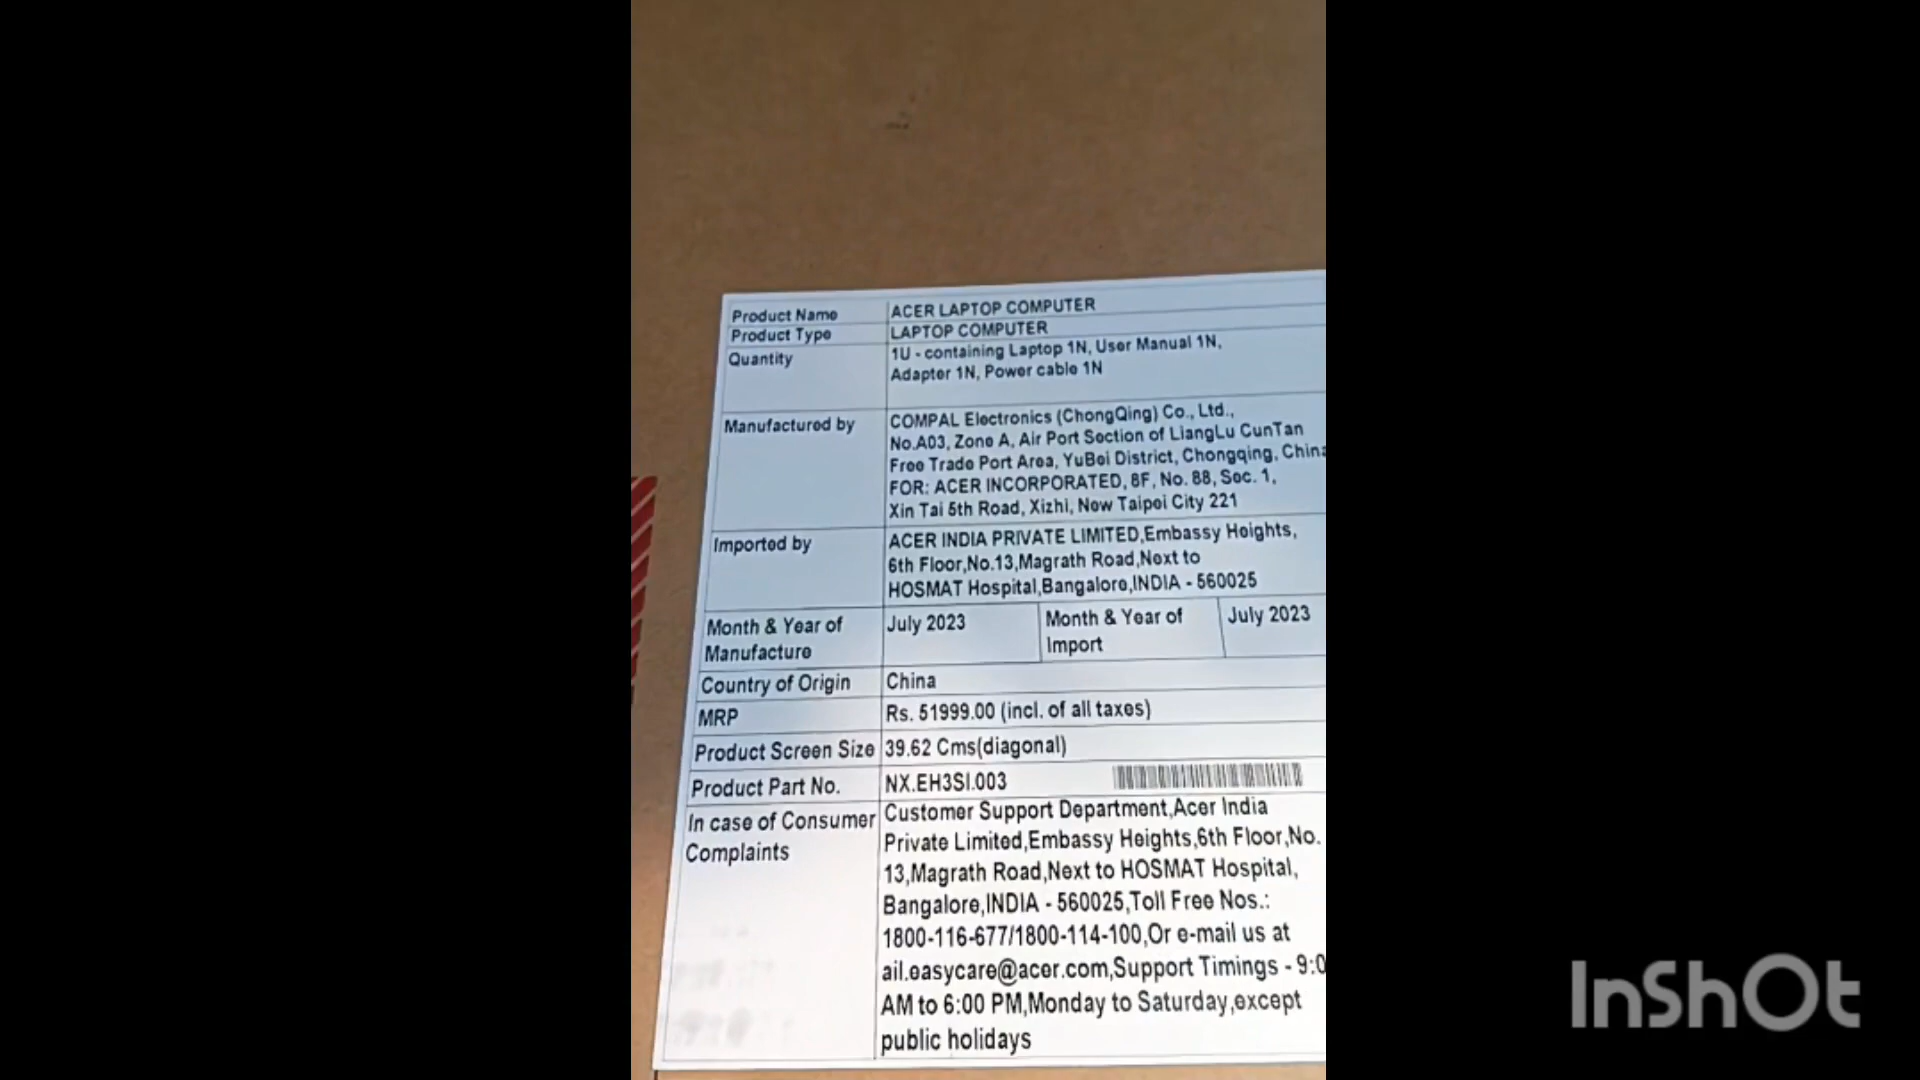 Product Name ACER LAPTOP COMPUTER
Product Type LAPTOP COMPUTER
Quantity 1U - containing Laptop 1N, User Manual 1N,
Adapter 1N, Power cable 1N
Manufactured by COMPAL Electronics (ChongQing) Co., Ltd.,
No.A03, Zone A, Air Port Section of LiangLu CunTan
Free Trade Port Area, YuBei District, Chongqing, China
FOR: ACER INCORPORATED, 8F, No. 88, Sec. 1,
Xin Tai 5th Road, Xizhi, New Taipei City 221
Imported by ACER INDIA PRIVATE LIMITED,Embassy Heights,
6th Floor,No.13,Magrath Road,Next to
HOSMAT Hospital,Bangalore,INDIA - 560025
Month & Year of Manufacture July 2023 Month & Year of Import July 2023
Country of Origin China
MRP Rs. 51999.00 (incl. of all taxes)
Product Screen Size 39.62 Cms(diagonal)
Product Part No. NX.EH3SI.003
In case of Consumer Complaints Customer Support Department,Acer India
Private Limited,Embassy Heights,6th Floor,No.
13,Magrath Road,Next to HOSMAT Hospital,
Bangalore,INDIA - 560025,Toll Free Nos.:
1800-116-677/1800-114-100,Or e-mail us at
ail.easycare@acer.com,Support Timings - 9:0
AM to 6:00 PM,Monday to Saturday,except
public holidays
InShOt